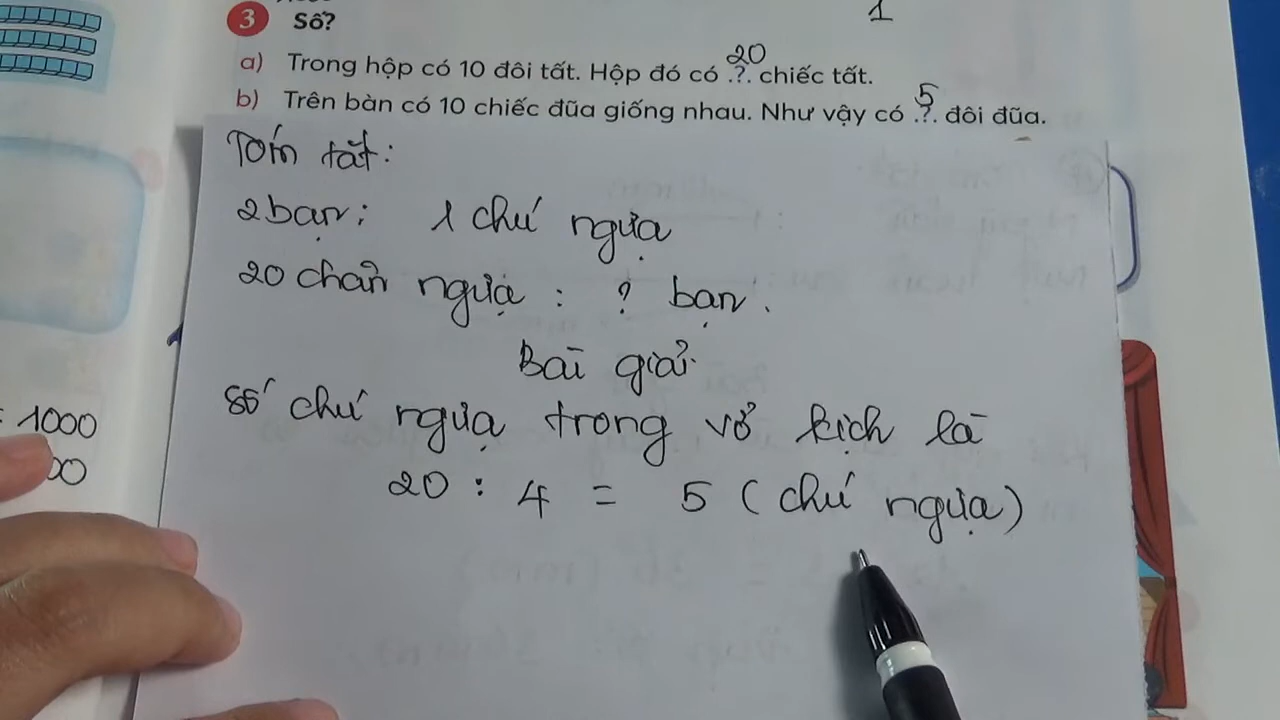 3 Số?
1
a) Trong hộp có 10 đôi tất. Hộp đó có .?. chiếc tất.
20
b) Trên bàn có 10 chiếc đũa giống nhau. Như vậy có .?. đôi đũa.
5
Tóm tắt:
2 bạn: 1 chú ngựa
20 chân ngựa : ? bạn.
Bài giải
Số chú ngựa trong vở kịch là
20 : 4 = 5 (chú ngựa)
= 1000
00